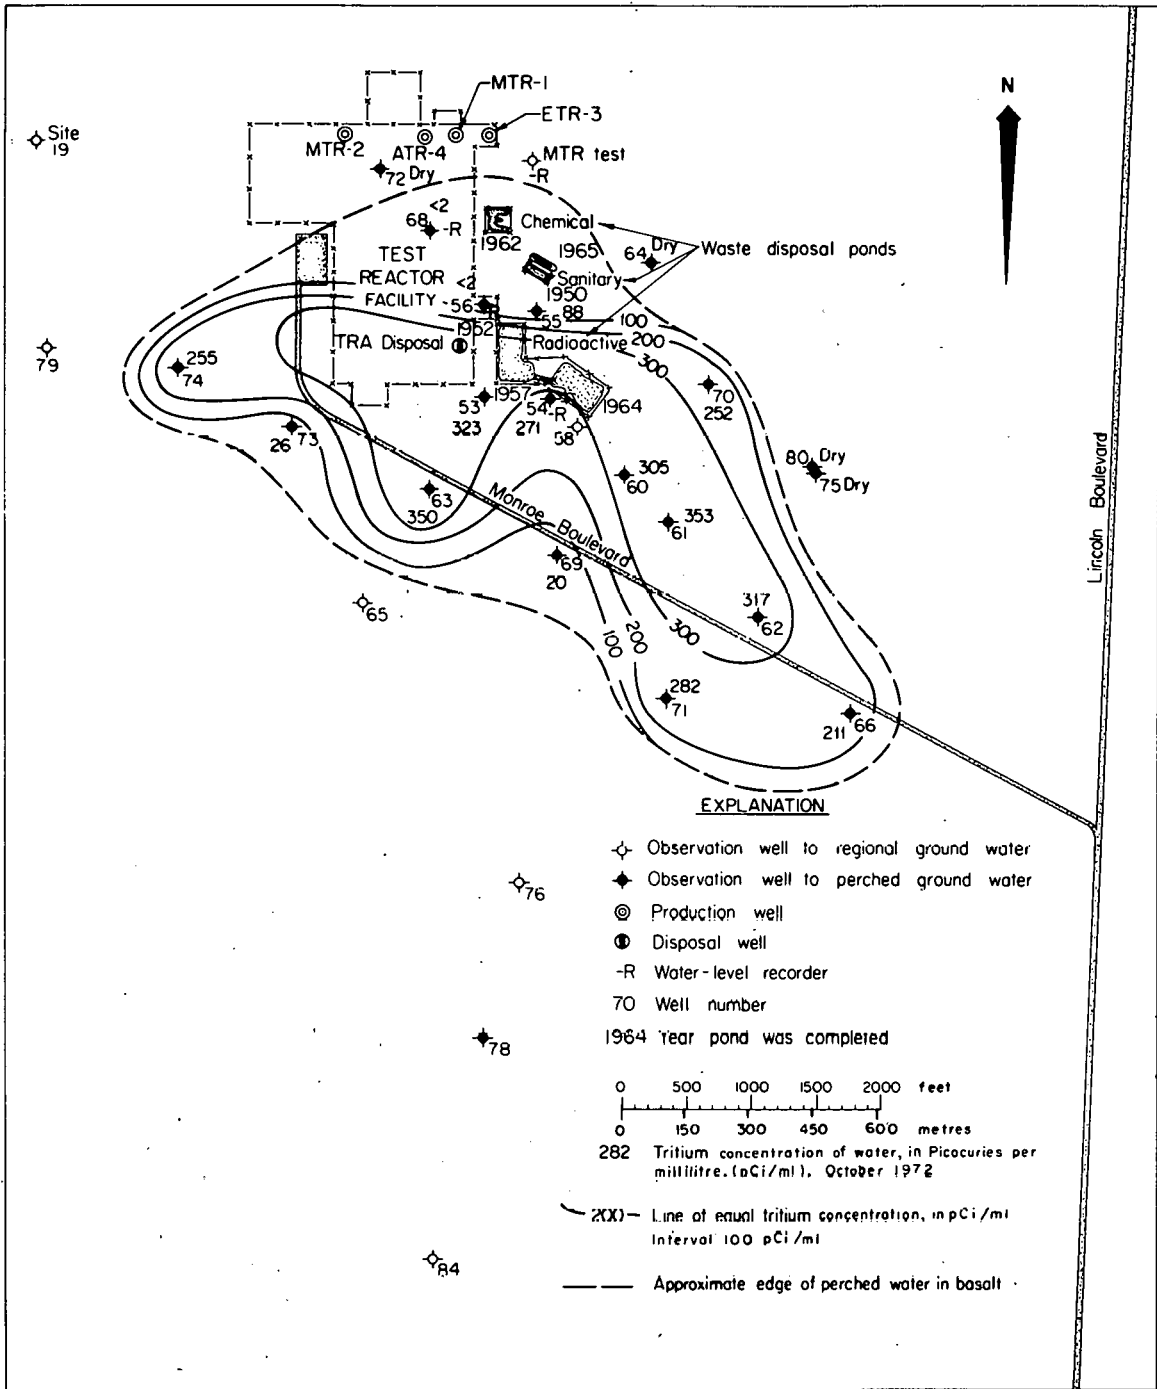 MTR-1
N
ETR-3
Site
19
MTR-2
ATR-4
MTR test
-R
72 Dry
<2
68
-R
Chemical
1962
1965
Dry
64
Waste disposal ponds
TEST
REACTOR
FACILITY
<2
56
Sanitary
1950
88
55
100
200
300
1952
TRA Disposal
Radioactive
79
255
74
1957
1964
53
323
54
-R
271
58
70
252
73
26
80 Dry
75 Dry
305
60
63
350
353
61
Monroe Boulevard
Lincoln Boulevard
69
20
65
317
62
300
200
100
282
71
211
66
EXPLANATION
Observation well to regional ground water
Observation well to perched ground water
Production well
Disposal well
-R Water-level recorder
70 Well number
1964 Year pond was completed
76
78
84
0 500 1000 1500 2000 feet
0 150 300 450 600 metres
282 Tritium concentration of water, in Picocuries per
millilitre. (pCi/ml), October 1972
200 Line of equal tritium concentration, in pCi/ml
Interval 100 pCi/ml
Approximate edge of perched water in basalt